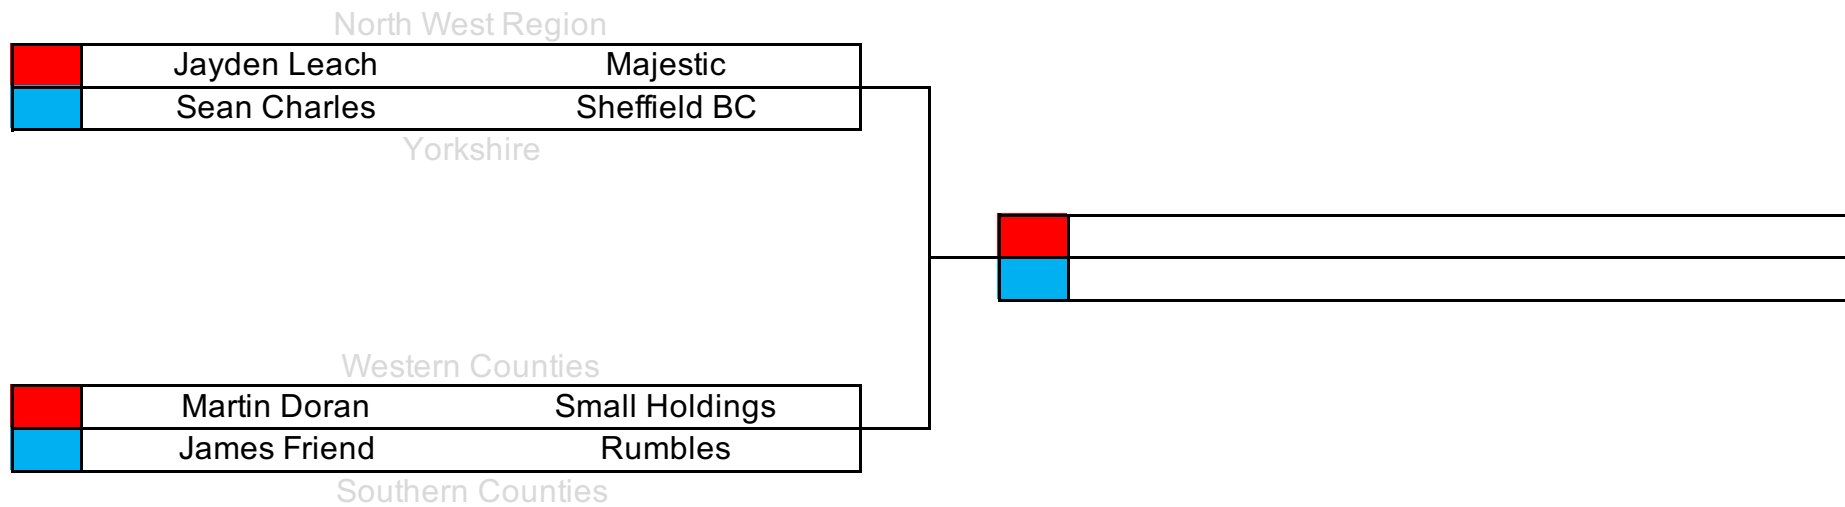 North West Region
Jayden Leach Majestic
Sean Charles Sheffield BC
Yorkshire
Western Counties
Martin Doran Small Holdings
James Friend Rumbles
Southern Counties